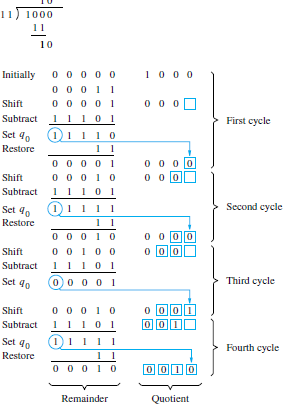 10
11 ) 1000
11
10
Initially 0 0 0 0 0 1 0 0 0
0 0 0 1 1
Shift 0 0 0 0 1 0 0 0
Subtract 1 1 1 0 1
Set q0 1 1 1 1 0
Restore 1 1
0 0 0 0 1 0 0 0 0
First cycle
Shift 0 0 0 1 0 0 0 0
Subtract 1 1 1 0 1
Set q0 1 1 1 1 1
Restore 1 1
0 0 0 1 0 0 0 0 0
Second cycle
Shift 0 0 1 0 0 0 0 0
Subtract 1 1 1 0 1
Set q0 0 0 0 0 1
Third cycle
Shift 0 0 0 1 0 0 0 0 1
Subtract 1 1 1 0 1 0 0 1
Set q0 1 1 1 1 1
Restore 1 1
0 0 0 1 0 0 0 1 0
Fourth cycle
Remainder Quotient